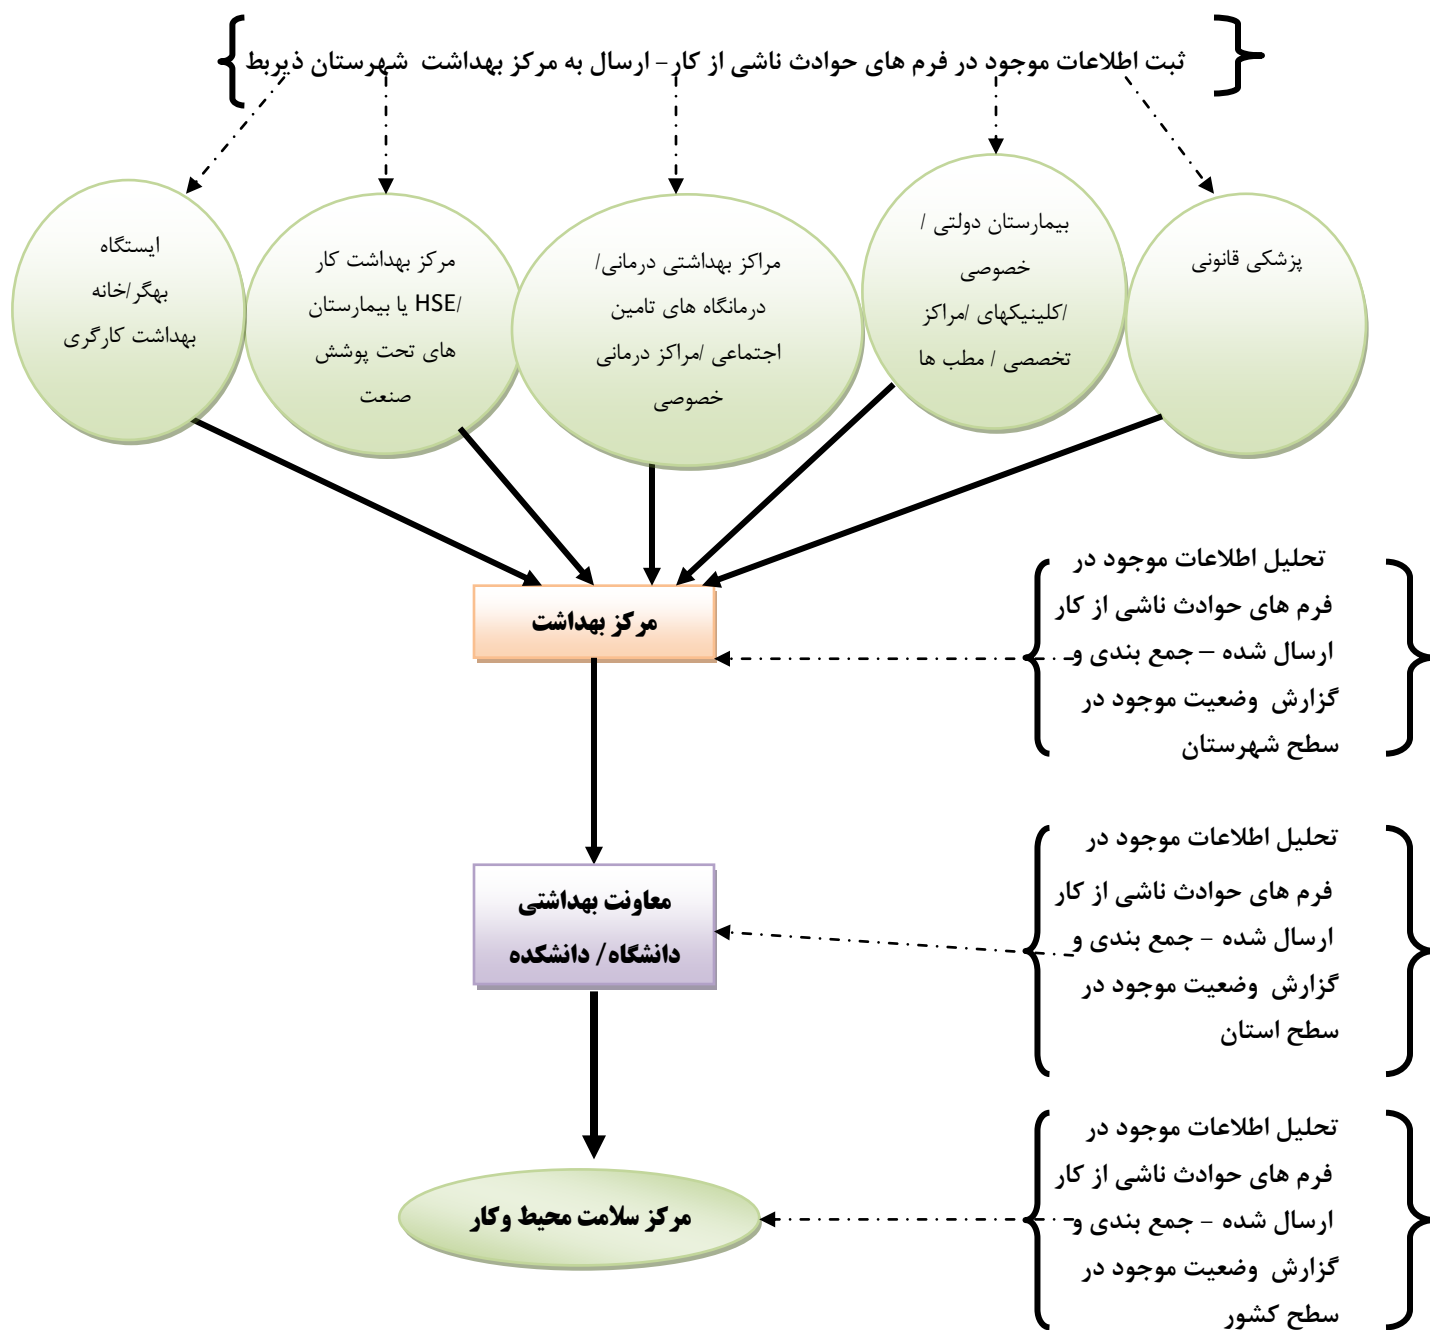 ثبت اطلاعات موجود در فرم های حوادث ناشی از کار - ارسال به مرکز بهداشت شهرستان ذیربط
پزشکی قانونی
بیمارستان دولتی /
خصوصی
/کلینیکهای /مراکز
تخصصی / مطب ها
مراکز بهداشتی درمانی/
درمانگاه های تامین
اجتماعی /مراکز درمانی
خصوصی
مرکز بهداشت کار
/HSE یا بیمارستان
های تحت پوشش
صنعت
ایستگاه
بهگر/خانه
بهداشت کارگری
مرکز بهداشت
تحلیل اطلاعات موجود در
فرم های حوادث ناشی از کار
ارسال شده – جمع بندی و
گزارش وضعیت موجود در
سطح شهرستان
معاونت بهداشتی
دانشگاه/ دانشکده
تحلیل اطلاعات موجود در
فرم های حوادث ناشی از کار
ارسال شده - جمع بندی و
گزارش وضعیت موجود در
سطح استان
مرکز سلامت محیط وکار
تحلیل اطلاعات موجود در
فرم های حوادث ناشی از کار
ارسال شده - جمع بندی و
گزارش وضعیت موجود در
سطح کشور